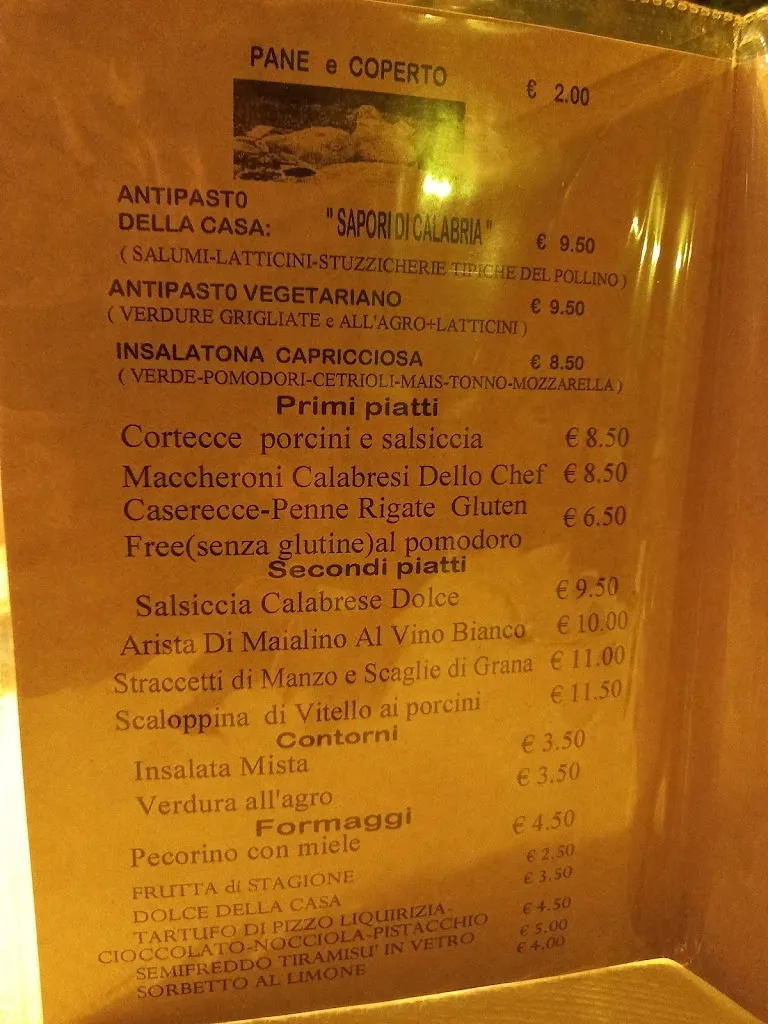 PANE e COPERTO € 2.00
ANTIPASTO
DELLA CASA: "SAPORI DI CALABRIA" € 9.50
( SALUMI-LATTICINI-STUZZICHERIE TIPICHE DEL POLLINO )
ANTIPASTO VEGETARIANO € 9.50
( VERDURE GRIGLIATE e ALL'AGRO+LATTICINI )
INSALATONA CAPRICCIOSA € 8.50
( VERDE-POMODORI-CETRIOLI-MAIS-TONNO-MOZZARELLA )
Primi piatti
Cortecce porcini e salsiccia € 8.50
Maccheroni Calabresi Dello Chef € 8.50
Caserecce-Penne Rigate Gluten € 6.50
Free(senza glutine)al pomodoro
Secondi piatti
Salsiccia Calabrese Dolce € 9.50
Arista Di Maialino Al Vino Bianco € 10.00
Straccetti di Manzo e Scaglie di Grana € 11.00
Scaloppina di Vitello ai porcini € 11.50
Contorni
Insalata Mista € 3.50
Verdura all'agro € 3.50
Formaggi
Pecorino con miele € 4.50
FRUTTA di STAGIONE € 2.50
DOLCE DELLA CASA € 3.50
TARTUFO DI PIZZO LIQUIRIZIA-
CIOCCOLATO-NOCCIOLA-PISTACCHIO € 4.50
SEMIFREDDO TIRAMISU' IN VETRO € 5.00
SORBETTO AL LIMONE € 4.00